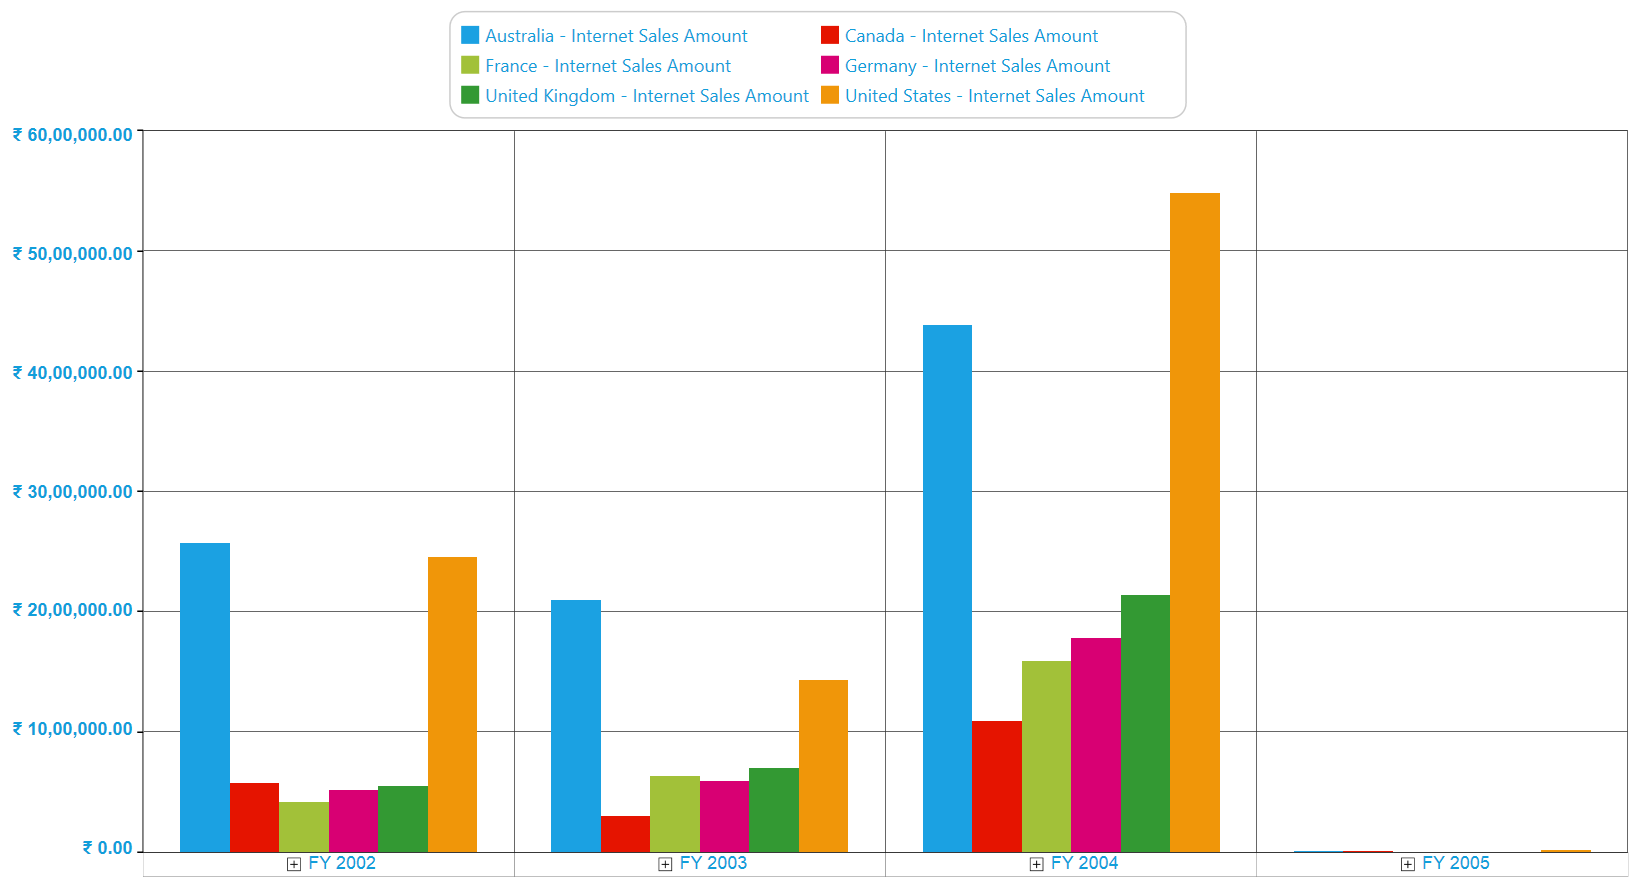 Australia - Internet Sales Amount
Canada - Internet Sales Amount
France - Internet Sales Amount
Germany - Internet Sales Amount
United Kingdom - Internet Sales Amount
United States - Internet Sales Amount
₹ 60,00,000.00
₹ 50,00,000.00
₹ 40,00,000.00
₹ 30,00,000.00
₹ 20,00,000.00
₹ 10,00,000.00
₹ 0.00
FY 2002
FY 2003
FY 2004
FY 2005